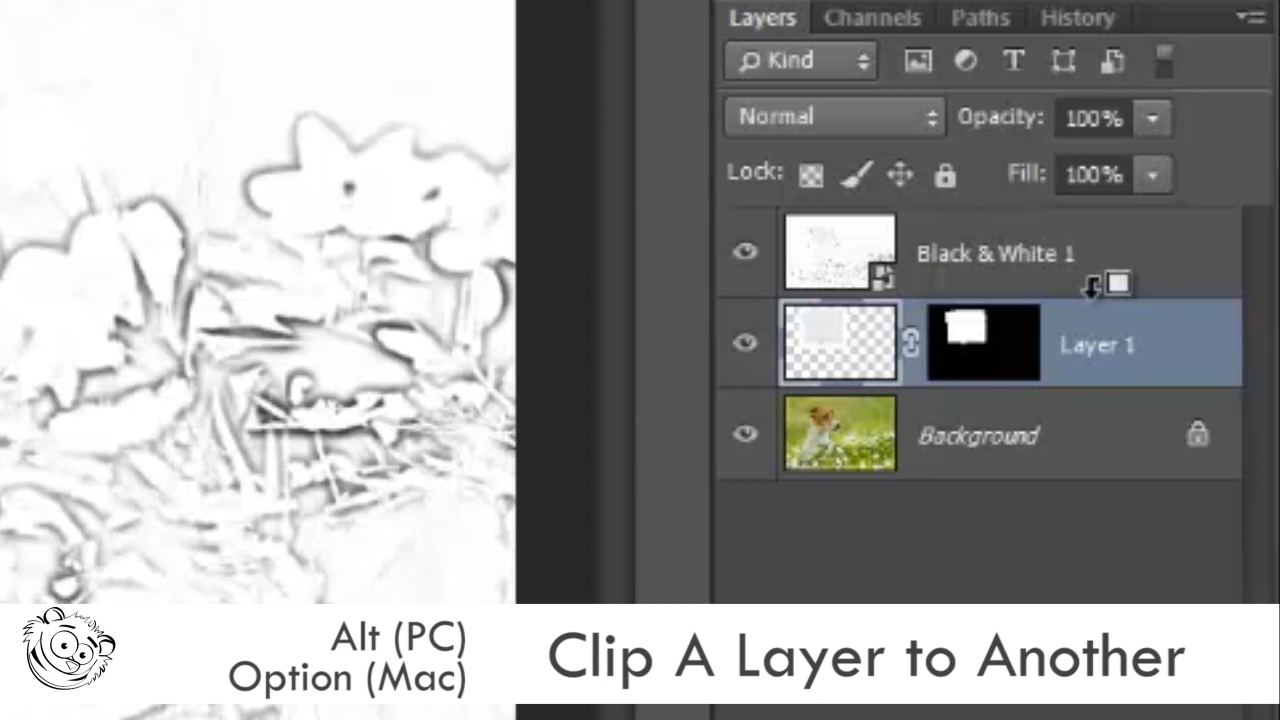 Layers Channels Paths History
Kind
Normal Opacity: 100%
Lock: Fill: 100%
Black & White 1
Layer 1
Background
Alt (PC)
Option (Mac)
Clip A Layer to Another